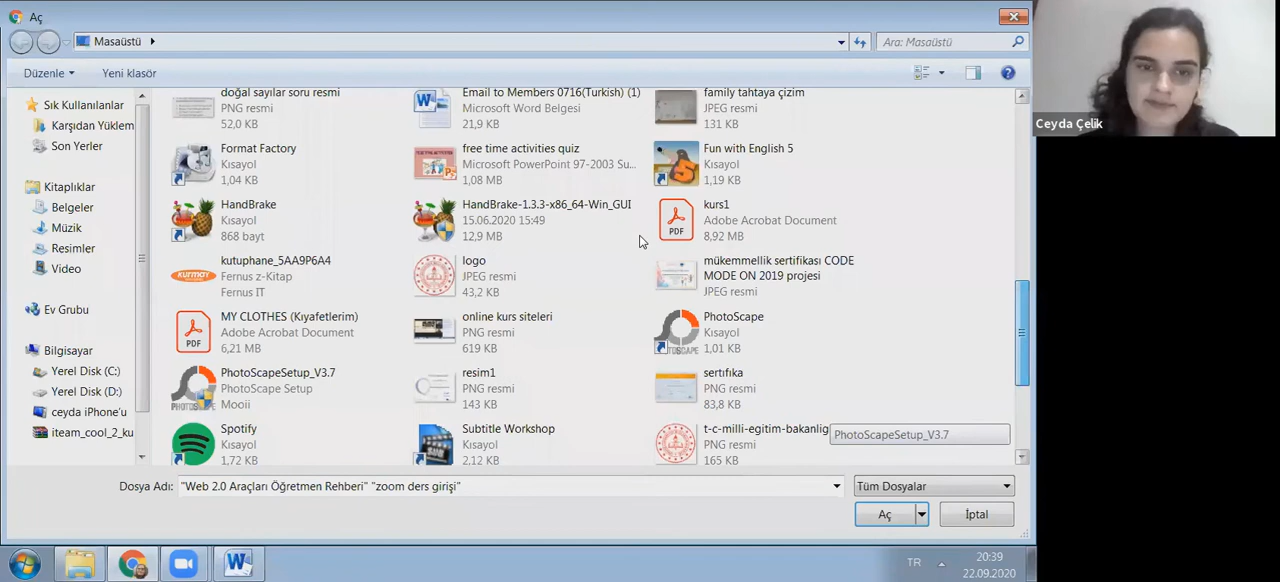 Aç
Masaüstü
Ara: Masaüstü
Düzenle
Yeni klasör
Sık Kullanılanlar
Karşıdan Yüklem
Son Yerler
Kitaplıklar
Belgeler
Müzik
Resimler
Video
Ev Grubu
Bilgisayar
Yerel Disk (C:)
Yerel Disk (D:)
ceyda iPhone'u
iteam_cool_2_ku
doğal sayılar soru resmi
PNG resmi
52,0 KB
Email to Members 0716(Turkish) (1)
Microsoft Word Belgesi
21,9 KB
family tahtaya çizim
JPEG resmi
131 KB
Format Factory
Kısayol
1,04 KB
free time activities quiz
Microsoft PowerPoint 97-2003 Su...
1,08 MB
Fun with English 5
Kısayol
1,19 KB
HandBrake
Kısayol
868 bayt
HandBrake-1.3.3-x86_64-Win_GUI
15.06.2020 15:49
12,9 MB
PDF
kurs1
Adobe Acrobat Document
8,92 MB
kurmay
kutuphane_5AA9P6A4
Fernus z-Kitap
Fernus IT
logo
JPEG resmi
43,2 KB
mükemmellik sertifikası CODE
MODE ON 2019 projesi
JPEG resmi
PDF
MY CLOTHES (Kıyafetlerim)
Adobe Acrobat Document
6,21 MB
online kurs siteleri
PNG resmi
619 KB
PhotoScape
Kısayol
1,01 KB
PhotoScapeSetup_V3.7
PhotoScape Setup
Mooii
resim1
PNG resmi
143 KB
sertıfıka
PNG resmi
83,8 KB
Spotify
Kısayol
1,72 KB
Subtitle Workshop
Kısayol
2,12 KB
t-c-milli-egitim-bakanlig
PNG resmi
165 KB
PhotoScapeSetup_V3.7
Dosya Adı:
"Web 2.0 Araçları Öğretmen Rehberi" "zoom ders girişi"
Tüm Dosyalar
Aç
İptal
TR
20:39
22.09.2020
Ceyda Çelik